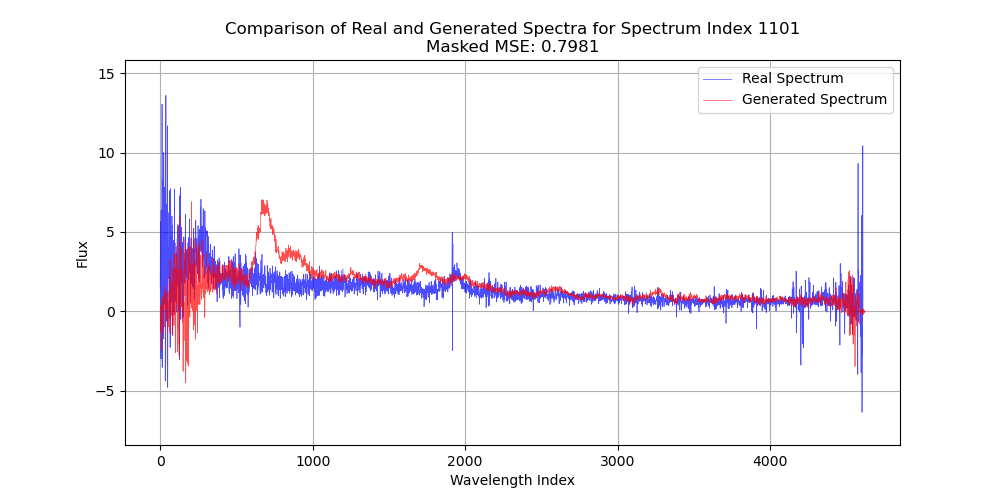 Comparison of Real and Generated Spectra for Spectrum Index 1101
Masked MSE: 0.7981
Real Spectrum
Generated Spectrum
15
10
5
0
−5
Flux
0 1000 2000 3000 4000
Wavelength Index